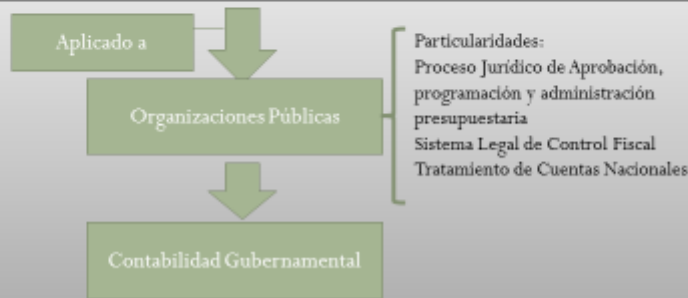 Aplicado a
Organizaciones Públicas
Particularidades:
Proceso Jurídico de Aprobación,
programación y administración
presupuestaria
Sistema Legal de Control Fiscal
Tratamiento de Cuentas Nacionales
Contabilidad Gubernamental